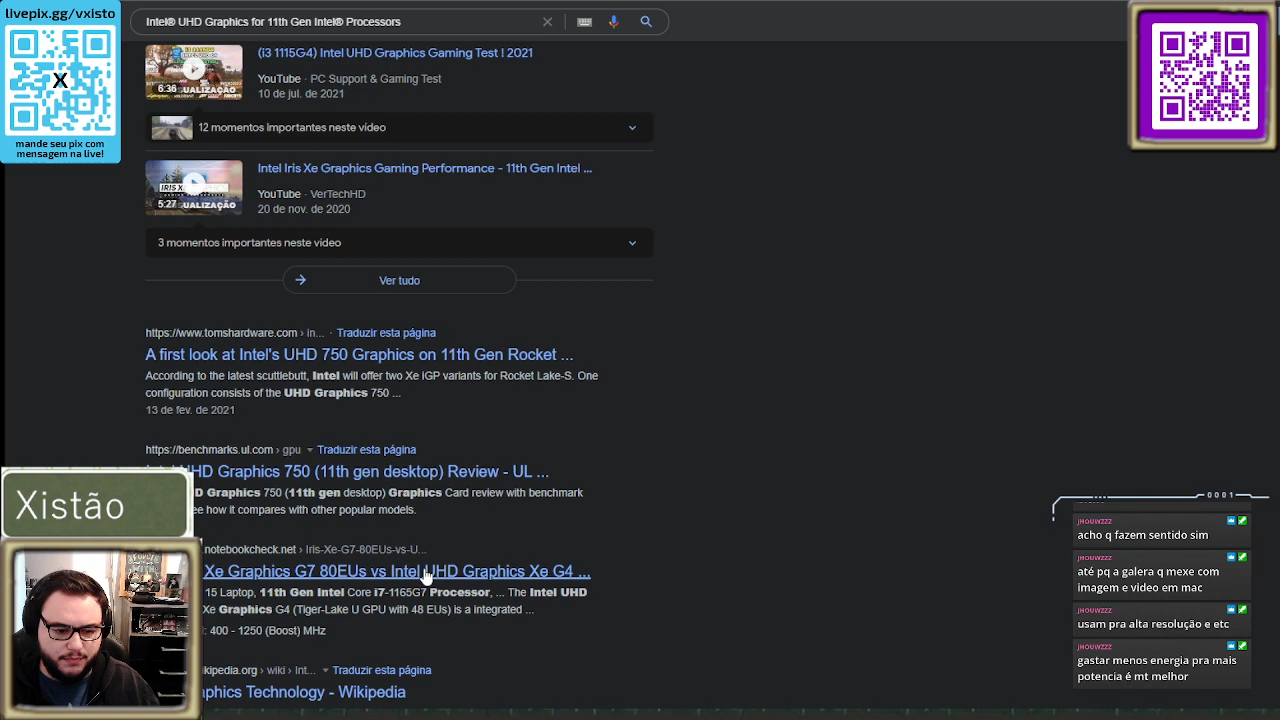 livepix.gg/vxisto
X
mande seu pix com
mensagem na live!
Intel® UHD Graphics for 11th Gen Intel® Processors
(i3 1115G4) Intel UHD Graphics Gaming Test ! 2021
YouTube · PC Support & Gaming Test
10 de jul. de 2021
6:36
UALIZAÇÃO
12 momentos importantes neste vídeo
Intel Iris Xe Graphics Gaming Performance - 11th Gen Intel ...
YouTube · VerTechHD
20 de nov. de 2020
IRIS X
5:27
UALIZAÇÃO
3 momentos importantes neste vídeo
Ver tudo
https://www.tomshardware.com › in... · Traduzir esta página
A first look at Intel's UHD 750 Graphics on 11th Gen Rocket ...
According to the latest scuttlebutt, Intel will offer two Xe iGP variants for Rocket Lake-S. One
configuration consists of the UHD Graphics 750 ...
13 de fev. de 2021
https://benchmarks.ul.com › gpu Traduzir esta página
UHD Graphics 750 (11th gen desktop) Review - UL ...
D Graphics 750 (11th gen desktop) Graphics Card review with benchmark
ee how it compares with other popular models.
notebookcheck.net › Iris-Xe-G7-80EUs-vs-U...
Xe Graphics G7 80EUs vs Intel UHD Graphics Xe G4 ...
15 Laptop, 11th Gen Intel Core i7-1165G7 Processor, ... The Intel UHD
Xe Graphics G4 (Tiger-Lake U GPU with 48 EUs) is a integrated ...
: 400 - 1250 (Boost) MHz
kipedia.org › wiki › Int... Traduzir esta página
aphics Technology - Wikipedia
Xistão
0001
JHOUWZZZ
acho q fazem sentido sim
JHOUWZZZ
até pq a galera q mexe com
imagem e video em mac
JHOUWZZZ
usam pra alta resolução e etc
JHOUWZZZ
gastar menos energia pra mais
potencia é mt melhor